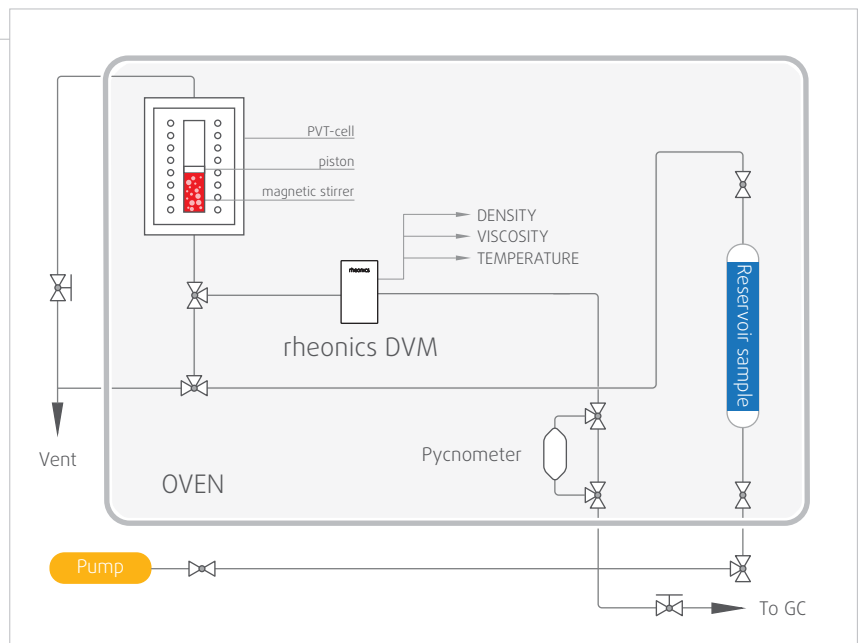 PVT-cell
piston
magnetic stirrer
DENSITY
VISCOSITY
TEMPERATURE
rheonics
rheonics DVM
Reservoir sample
Vent
Pycnometer
OVEN
Pump
To GC